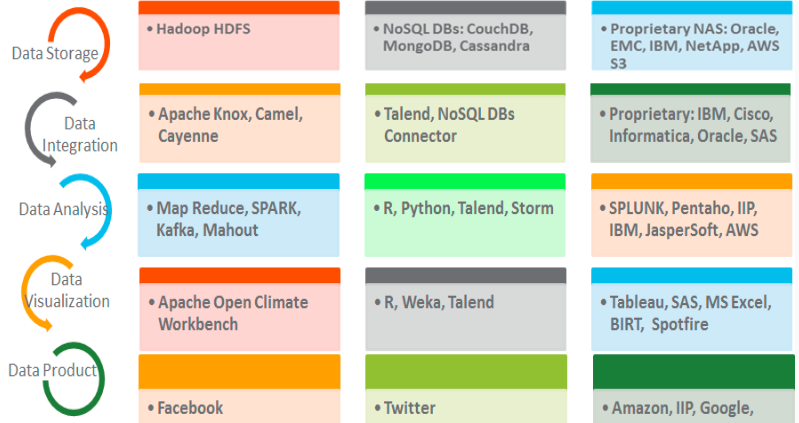 Data Storage
• Hadoop HDFS
• NoSQL DBs: CouchDB,
MongoDB, Cassandra
• Proprietary NAS: Oracle,
EMC, IBM, NetApp, AWS
S3
Data
Integration
• Apache Knox, Camel,
Cayenne
• Talend, NoSQL DBs
Connector
• Proprietary: IBM, Cisco,
Informatica, Oracle, SAS
Data Analysis
• Map Reduce, SPARK,
Kafka, Mahout
• R, Python, Talend, Storm
• SPLUNK, Pentaho, IIP,
IBM, JasperSoft, AWS
Data
Visualization
• Apache Open Climate
Workbench
• R, Weka, Talend
• Tableau, SAS, MS Excel,
BIRT, Spotfire
Data Product
• Facebook
• Twitter
• Amazon, IIP, Google,